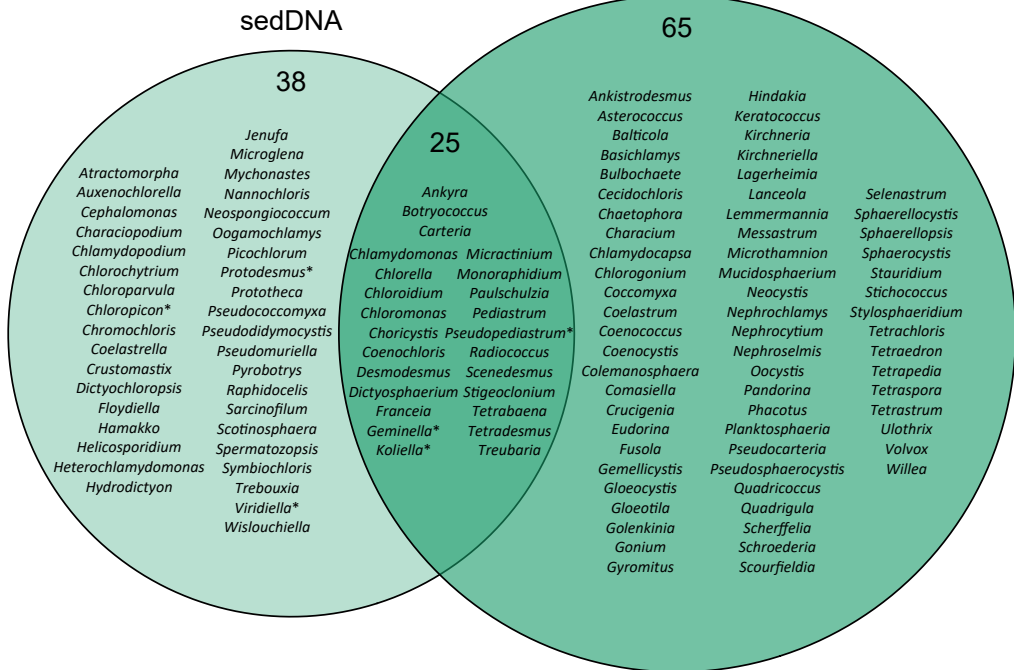 sedDNA
65
38
25
Atractomorpha
Auxenochlorella
Cephalomonas
Characiopodium
Chlamydopodium
Chlorochytrium
Chloroparvula
Chloropicon*
Chromochloris
Coelastrella
Crustomastix
Dictyochloropsis
Floydiella
Hamakko
Helicosporidium
Heterochlamydomonas
Hydrodictyon
Jenufa
Microglena
Mychonastes
Nannochloris
Neospongiococcum
Oogamochlamys
Picochlorum
Protodesmus*
Prototheca
Pseudococcomyxa
Pseudodidymocystis
Pseudomuriella
Pyrobotrys
Raphidocelis
Sarcinofilum
Scotinosphaera
Spermatozopsis
Symbiochloris
Trebouxia
Viridiella*
Wislouchiella
Ankyra
Botryococcus
Carteria
Chlamydomonas
Chlorella
Chloroidium
Chloromonas
Choricystis
Coenochloris
Desmodesmus
Dictyosphaerium
Franceia
Geminella*
Koliella*
Micractinium
Monoraphidium
Paulschulzia
Pediastrum
Pseudopediastrum*
Radiococcus
Scenedesmus
Stigeoclonium
Tetrabaena
Tetradesmus
Treubaria
Ankistrodesmus
Asterococcus
Balticola
Basichlamys
Bulbochaete
Cecidochloris
Chaetophora
Characium
Chlamydocapsa
Chlorogonium
Coccomyxa
Coelastrum
Coenococcus
Coenocystis
Colemanosphaera
Comasiella
Crucigenia
Eudorina
Fusola
Gemellicystis
Gloeocystis
Gloeotila
Golenkinia
Gonium
Gyromitus
Hindakia
Keratococcus
Kirchneria
Kirchneriella
Lagerheimia
Lanceola
Lemmermannia
Messastrum
Microthamnion
Mucidosphaerium
Neocystis
Nephrochlamys
Nephrocytium
Nephroselmis
Oocystis
Pandorina
Phacotus
Planktosphaeria
Pseudocarteria
Pseudosphaerocystis
Quadricoccus
Quadrigula
Scherffelia
Schroederia
Scourfieldia
Selenastrum
Sphaerellocystis
Sphaerellopsis
Sphaerocystis
Stauridium
Stichococcus
Stylosphaeridium
Tetrachloris
Tetraedron
Tetrapedia
Tetraspora
Tetrastrum
Ulothrix
Volvox
Willea